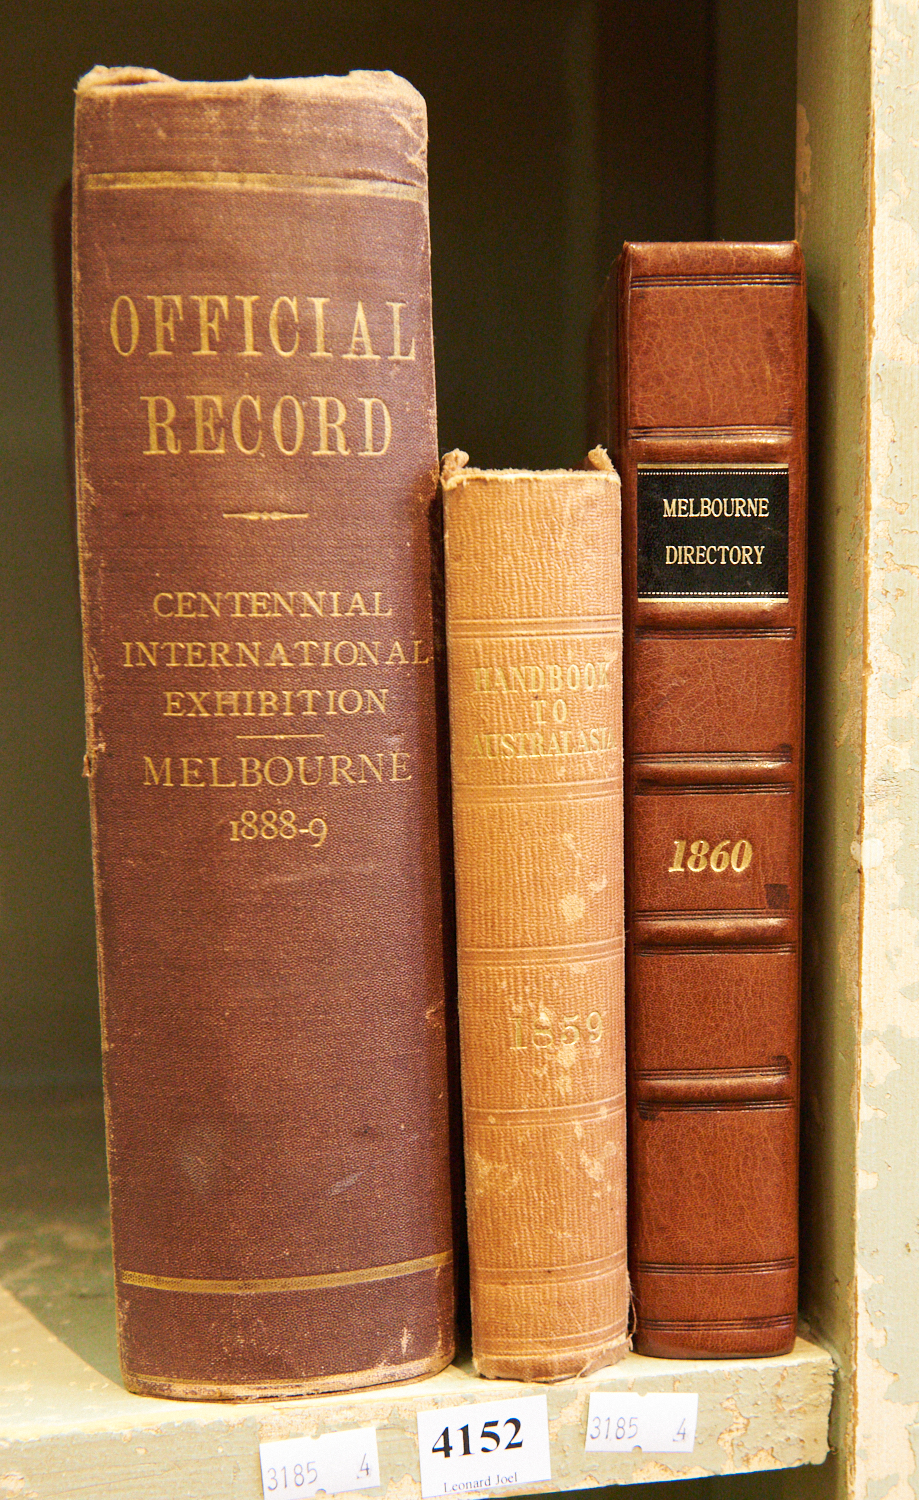 OFFICIAL
RECORD
CENTENNIAL
INTERNATIONAL
EXHIBITION
MELBOURNE
1888-9
HANDBOOK
TO
AUSTRALASIA
1859
MELBOURNE
DIRECTORY
1860
3185 4
4152
Leonard Joel
3185 4